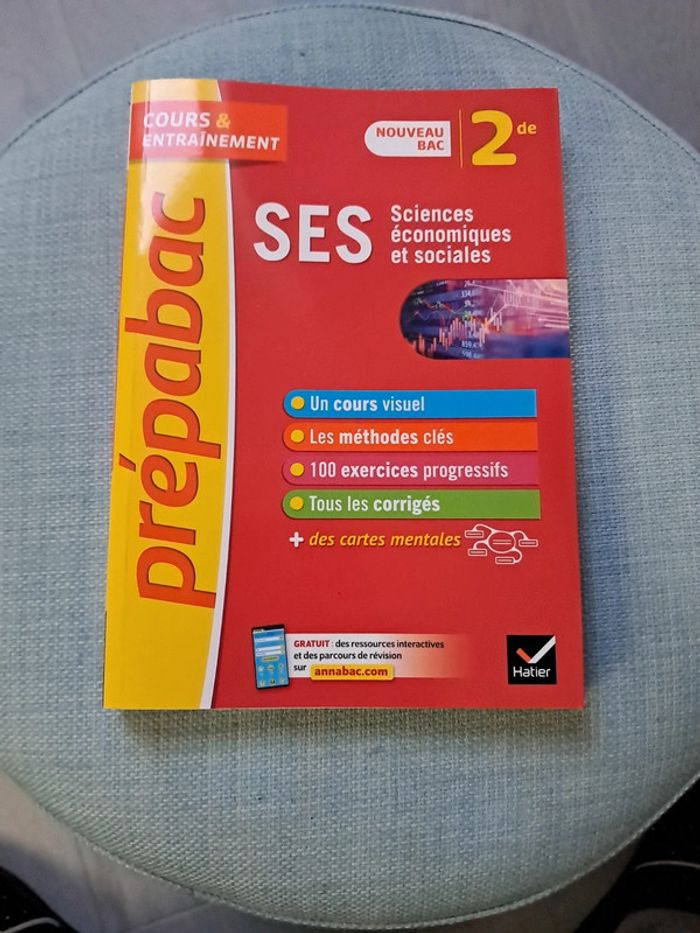 COURS &
ENTRAÎNEMENT
NOUVEAU
BAC
2de
prépabac
SES
Sciences
économiques
et sociales
Un cours visuel
Les méthodes clés
100 exercices progressifs
Tous les corrigés
+ des cartes mentales
GRATUIT : des ressources interactives
et des parcours de révision
sur annabac.com
Hatier